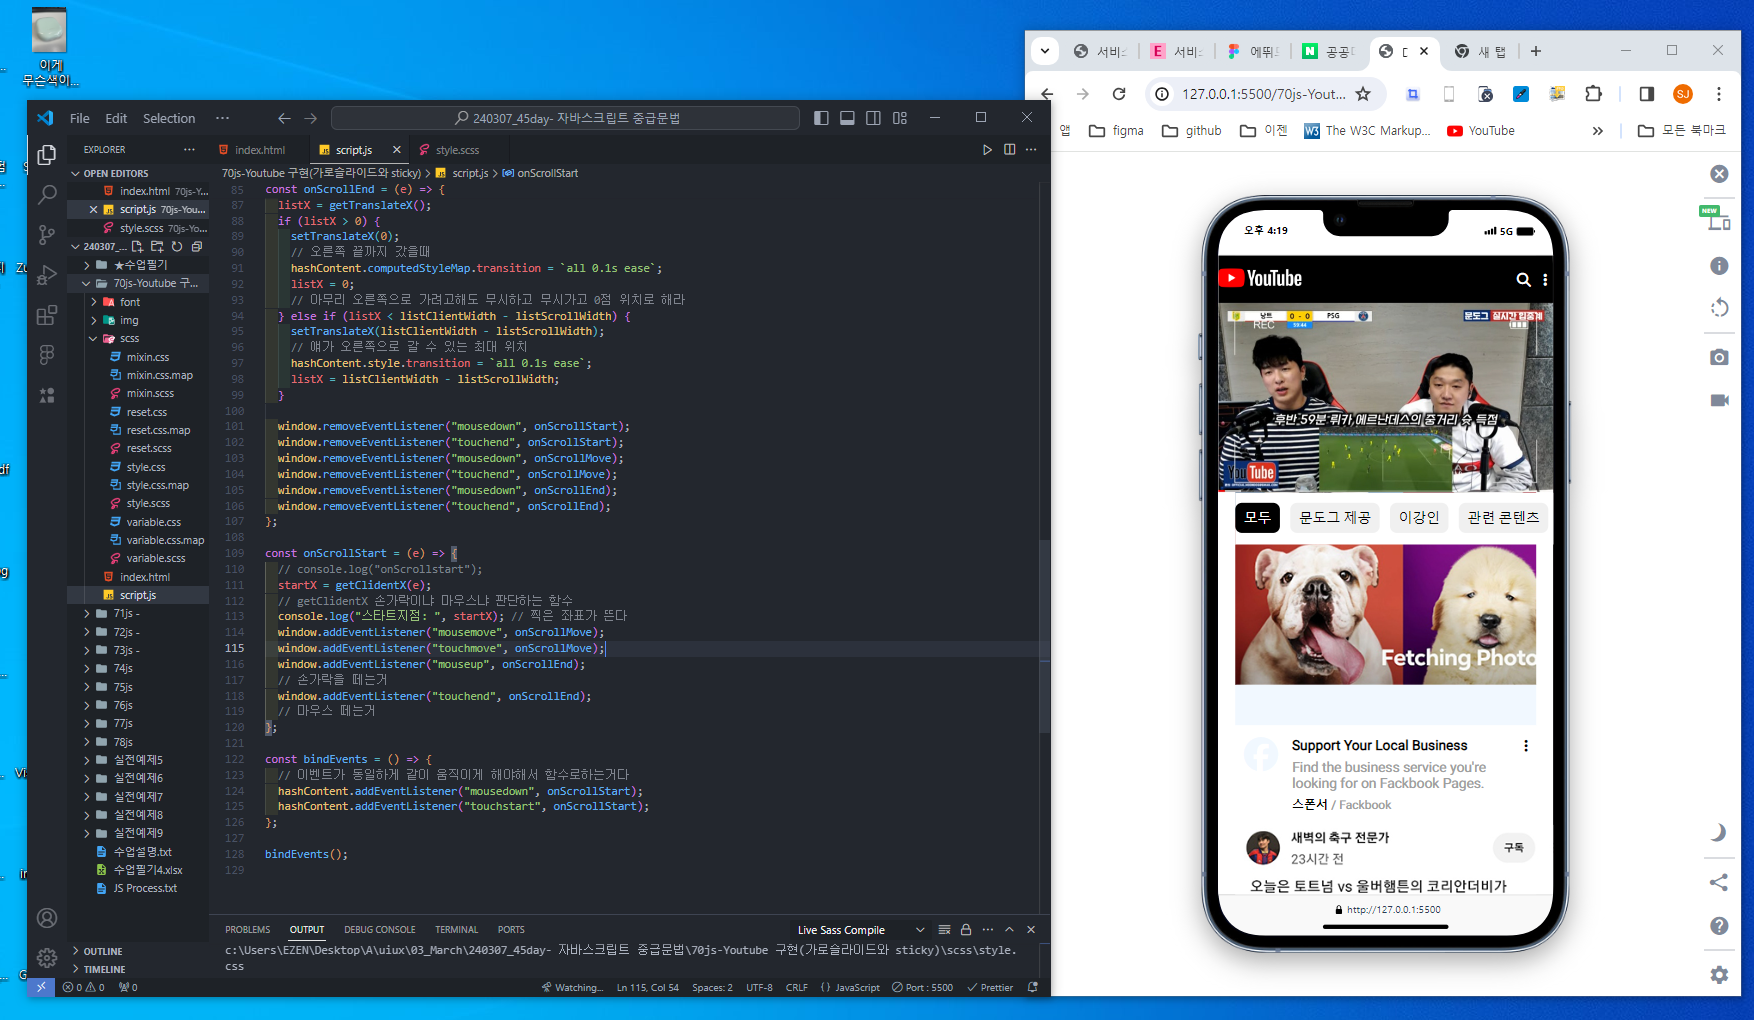 이게
무슨색이...
File Edit Selection ...
240307_45day- 자바스크립트 중급문법
EXPLORER
OPEN EDITORS
index.html 70js-Y...
script.js 70js-You...
style.scss 70js-Yo...
240307_...
★수업필기
70js-Youtube 구...
font
img
scss
mixin.css
mixin.css.map
mixin.scss
reset.css
reset.css.map
reset.scss
style.css
style.css.map
style.scss
variable.css
variable.css.map
variable.scss
index.html
script.js
71js -
72js -
73js -
74js
75js
76js
77js
78js
실전예제5
실전예제6
실전예제7
실전예제8
실전예제9
수업설명.txt
수업필기4.xlsx
JS Process.txt
OUTLINE
TIMELINE
index.html
script.js
style.scss
70js-Youtube 구현(가로슬라이드와 sticky) > script.js > onScrollStart
85 const onScrollEnd = (e) => {
87 listX = getTranslateX();
88 if (listX > 0) {
89 setTranslateX(0);
90 // 오른쪽 끝까지 갔을때
91 hashContent.computedStyleMap.transition = `all 0.1s ease`;
92 listX = 0;
93 // 아무리 오른쪽으로 가려고해도 무시하고 무시가고 0점 위치로 해라
94 } else if (listX < listClientWidth - listScrollWidth) {
95 setTranslateX(listClientWidth - listScrollWidth);
96 // 얘가 오른쪽으로 갈 수 있는 최대 위치
97 hashContent.style.transition = `all 0.1s ease`;
98 listX = listClientWidth - listScrollWidth;
99 }
100
101 window.removeEventListener("mousedown", onScrollStart);
102 window.removeEventListener("touchend", onScrollStart);
103 window.removeEventListener("mousedown", onScrollMove);
104 window.removeEventListener("touchend", onScrollMove);
105 window.removeEventListener("mousedown", onScrollEnd);
106 window.removeEventListener("touchend", onScrollEnd);
107 };
108
109 const onScrollStart = (e) => {
110 // console.log("onScrollstart");
111 startX = getClidentX(e);
112 // getClidentX 손가락이냐 마우스냐 판단하는 함수
113 console.log("스타트지점: ", startX); // 찍은 좌표가 뜬다
114 window.addEventListener("mousemove", onScrollMove);
115 window.addEventListener("touchmove", onScrollMove);
116 window.addEventListener("mouseup", onScrollEnd);
117 // 손가락을 떼는거
118 window.addEventListener("touchend", onScrollEnd);
119 // 마우스 떼는거
120 };
121
122 const bindEvents = () => {
123 // 이벤트가 동일하게 같이 움직이게 해야해서 함수로하는거다
124 hashContent.addEventListener("mousedown", onScrollStart);
125 hashContent.addEventListener("touchstart", onScrollStart);
126 };
127
128 bindEvents();
129
PROBLEMS OUTPUT DEBUG CONSOLE TERMINAL PORTS
Live Sass Compile
c:\Users\EZEN\Desktop\A\uiux\03_March\240307_45day- 자바스크립트 중급문법\70js-Youtube 구현(가로슬라이드와 sticky)\scss\style.
css
0 0 0 Watching... Ln 115, Col 54 Spaces: 2 UTF-8 CRLF {} JavaScript Port : 5500 Prettier
서비스 E 서비스 에뛰드 N 공공 새 탭
127.0.0.1:5500/70js-Yout...
SJ
앱 figma github 이젠 W3 The W3C Markup... YouTube » 모든 북마크
NEW
오후 4:19 5G
YouTube
낭트 0 - 0 PSG
REC 59:44
문도그 실시간 입중계
후반 59분 뤼카 에르난데스의 중거리 슛 득점
YouTube
모두 문도그 제공 이강인 관련 콘텐츠
Fetching Photo
Support Your Local Business
Find the business service you're
looking for on Fackbook Pages.
스폰서 / Fackbook
새벽의 축구 전문가
23시간 전
구독
오늘은 토트넘 vs 울버햄튼의 코리안더비가
http://127.0.0.1:5500